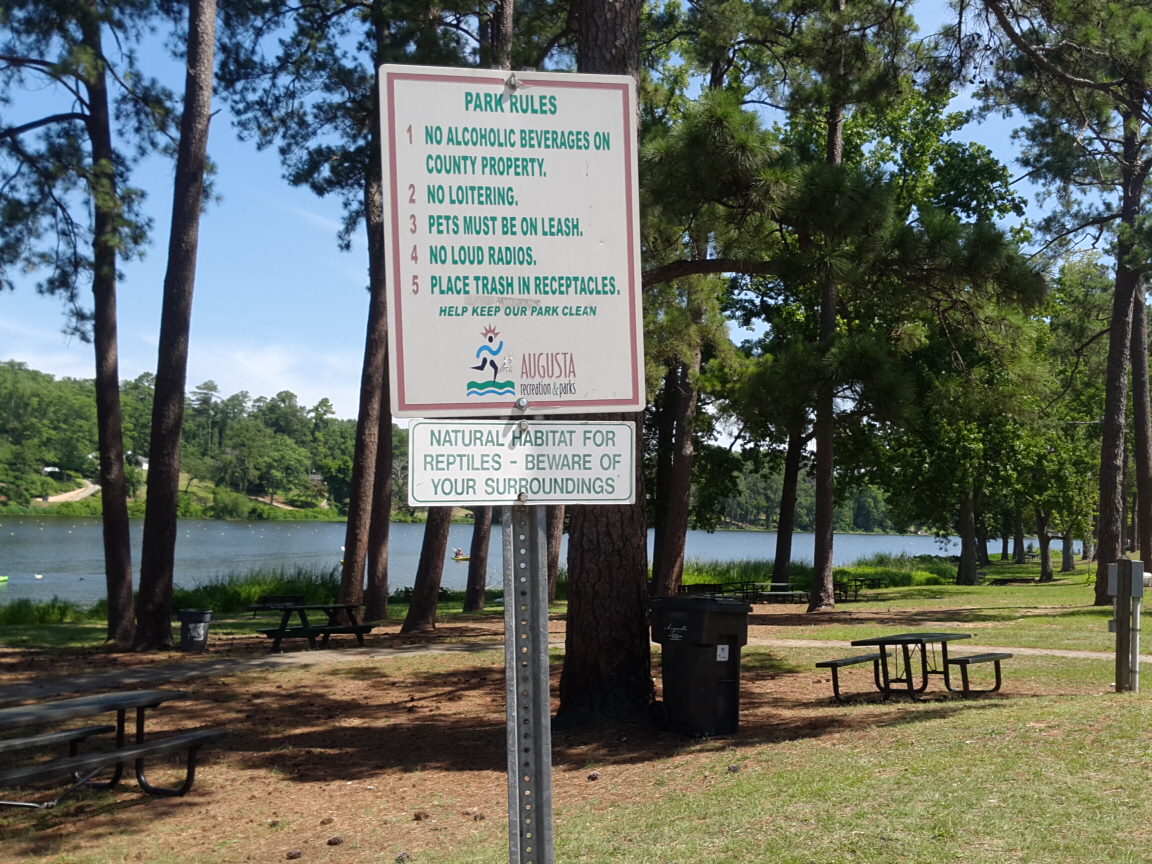 PARK RULES
1 NO ALCOHOLIC BEVERAGES ON
COUNTY PROPERTY.
2 NO LOITERING.
3 PETS MUST BE ON LEASH.
4 NO LOUD RADIOS.
5 PLACE TRASH IN RECEPTACLES.
HELP KEEP OUR PARK CLEAN
AUGUSTA
recreation & parks
NATURAL HABITAT FOR
REPTILES - BEWARE OF
YOUR SURROUNDINGS
Augusta